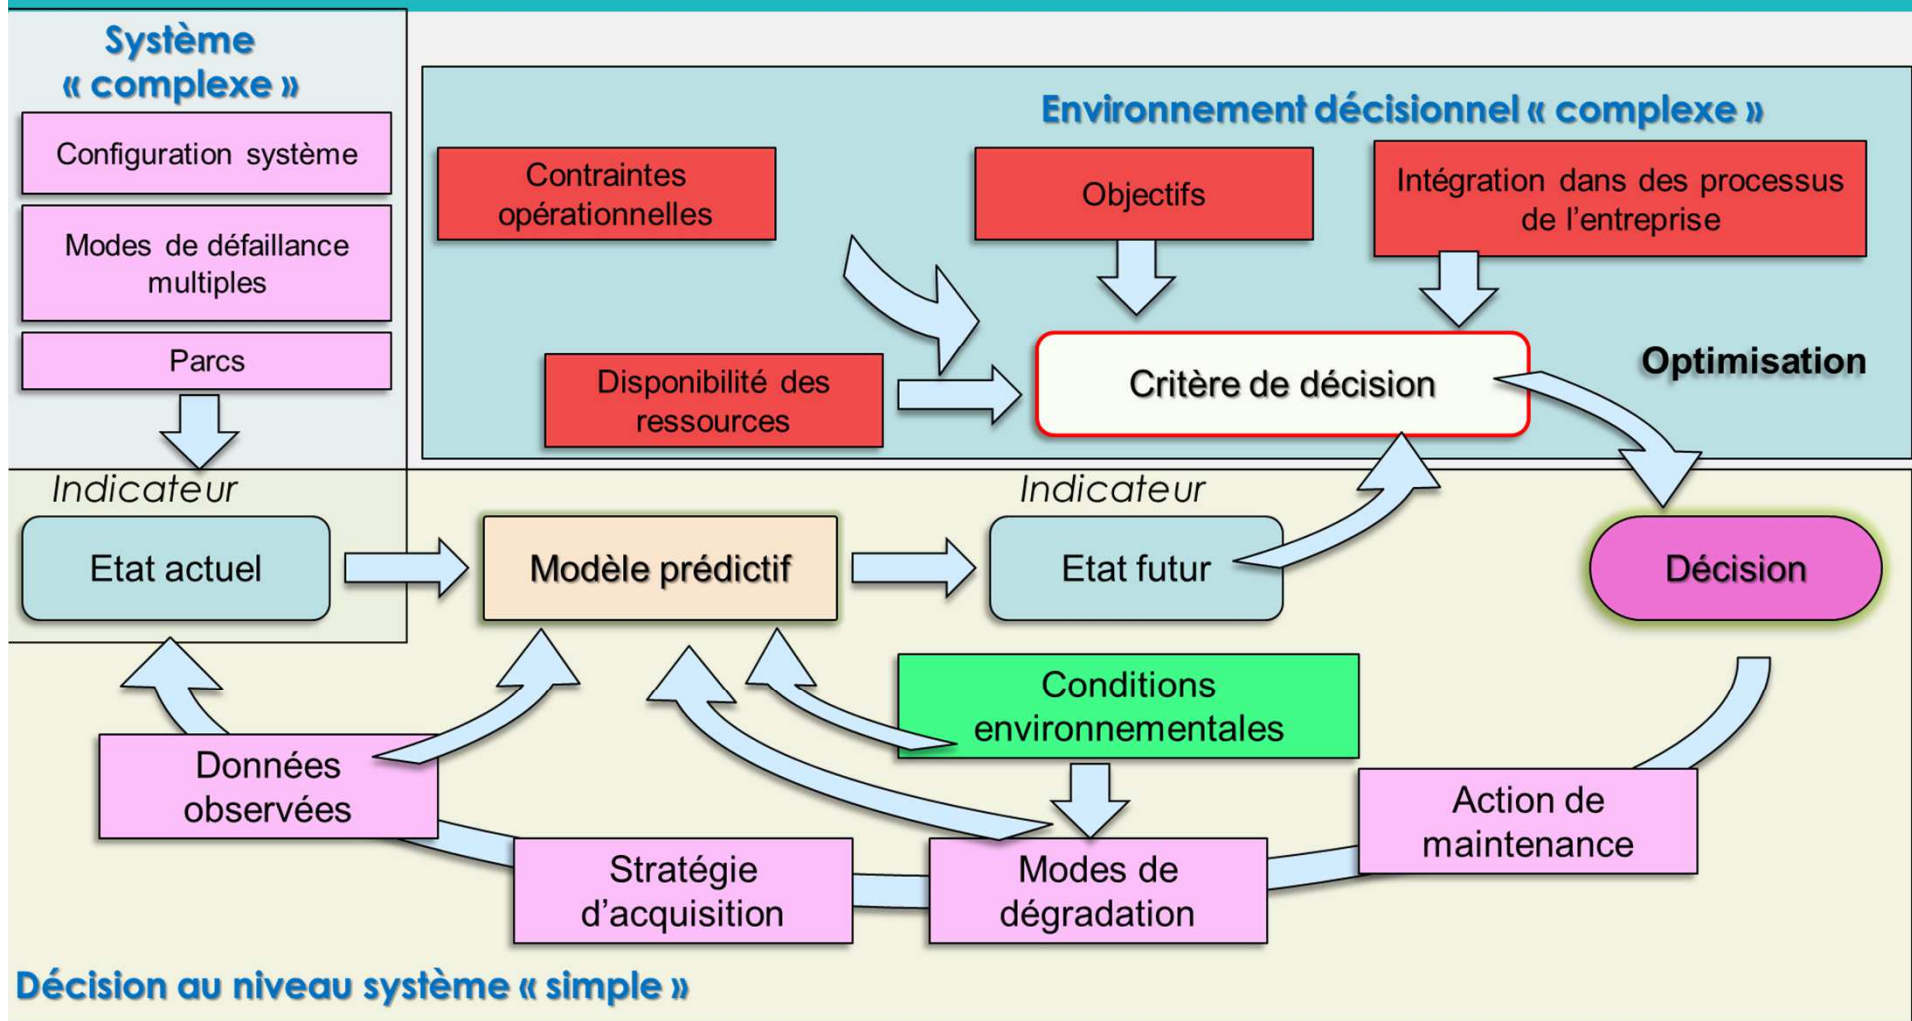 Système
« complexe »
Configuration système
Modes de défaillance
multiples
Parcs
Environnement décisionnel « complexe »
Contraintes
opérationnelles
Objectifs
Intégration dans des processus
de l’entreprise
Disponibilité des
ressources
Critère de décision
Optimisation
Indicateur
Etat actuel
Modèle prédictif
Indicateur
Etat futur
Décision
Conditions
environnementales
Données
observées
Stratégie
d’acquisition
Modes de
dégradation
Action de
maintenance
Décision au niveau système « simple »